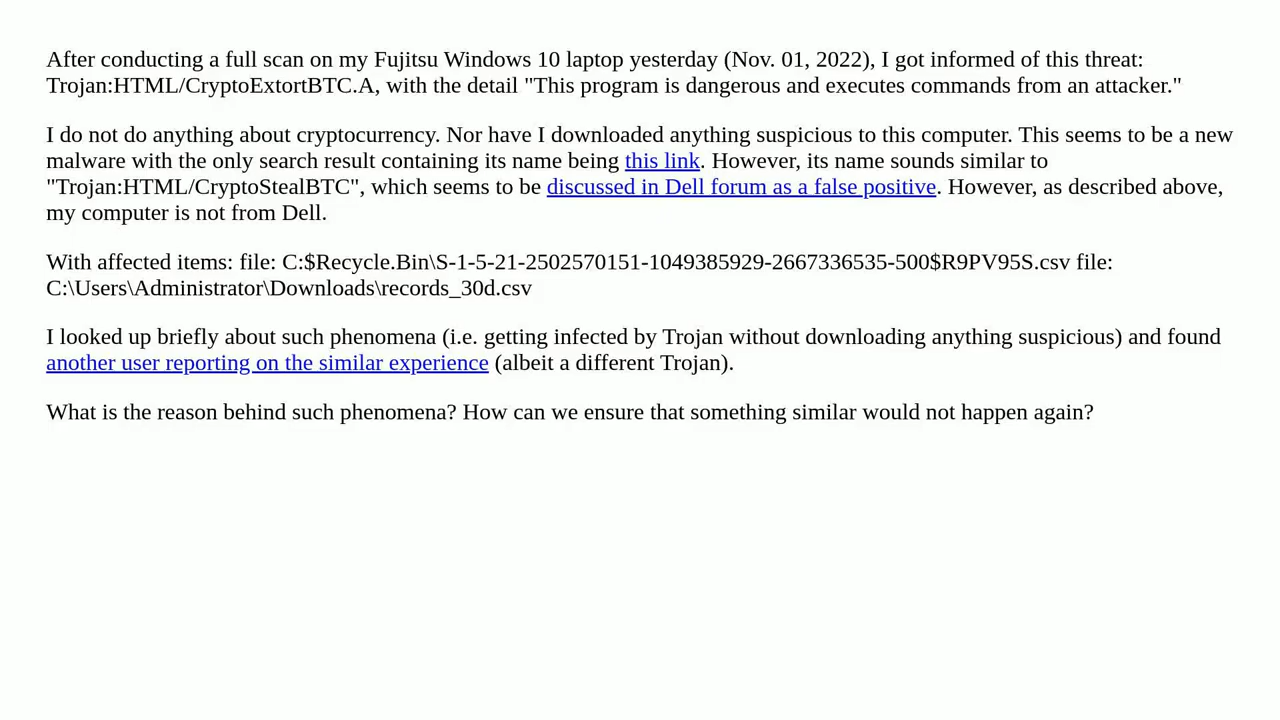 After conducting a full scan on my Fujitsu Windows 10 laptop yesterday (Nov. 01, 2022), I got informed of this threat:
Trojan:HTML/CryptoExtortBTC.A, with the detail "This program is dangerous and executes commands from an attacker."
I do not do anything about cryptocurrency. Nor have I downloaded anything suspicious to this computer. This seems to be a new
malware with the only search result containing its name being this link. However, its name sounds similar to
"Trojan:HTML/CryptoStealBTC", which seems to be discussed in Dell forum as a false positive. However, as described above,
my computer is not from Dell.
With affected items: file: C:$Recycle.Bin\S-1-5-21-2502570151-1049385929-2667336535-500$R9PV95S.csv file:
C:\Users\Administrator\Downloads\records_30d.csv
I looked up briefly about such phenomena (i.e. getting infected by Trojan without downloading anything suspicious) and found
another user reporting on the similar experience (albeit a different Trojan).
What is the reason behind such phenomena? How can we ensure that something similar would not happen again?